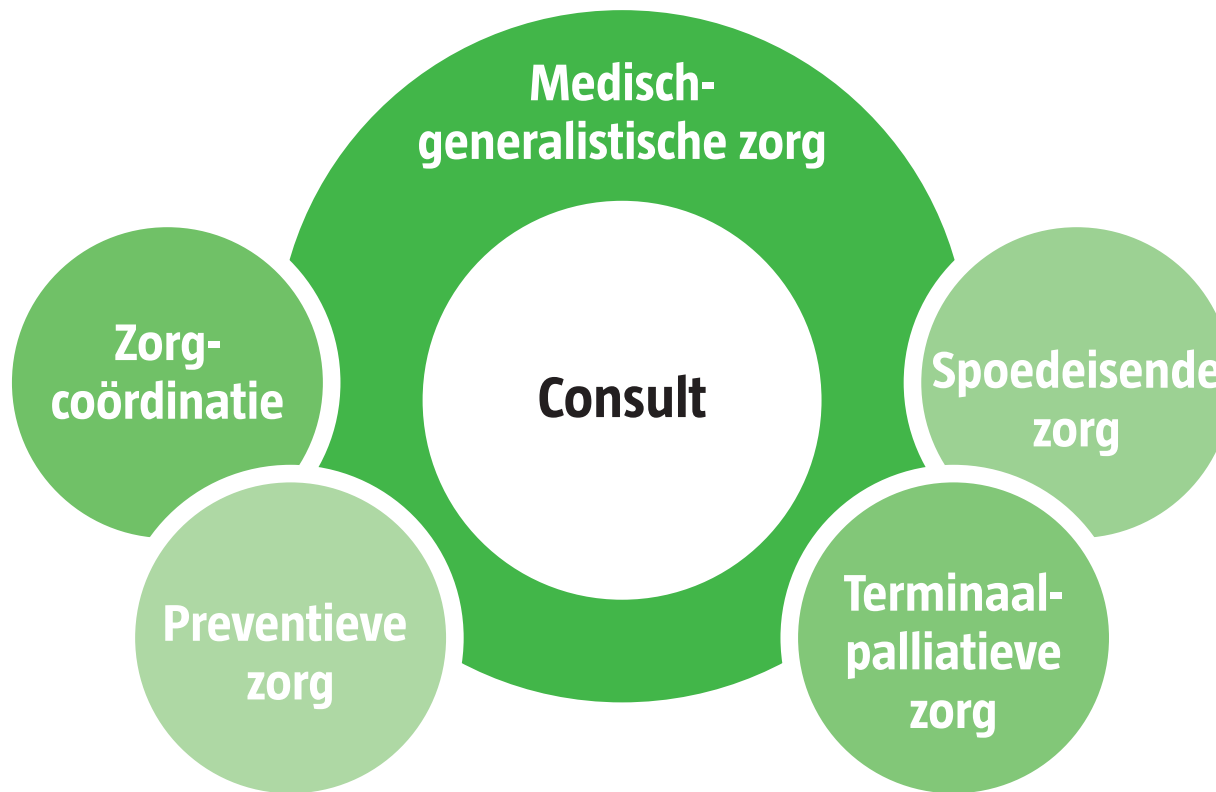 Medisch-
generalistische zorg
Zorg-
coördinatie
Consult
Spoedeisende
zorg
Preventieve
zorg
Terminaal-
palliatieve
zorg